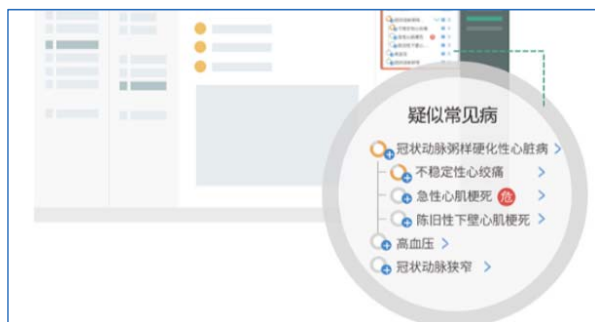 疑似常见病
冠状动脉粥样硬化性心脏病
不稳定性心绞痛
急性心肌梗死 危
陈旧性下壁心肌梗死
高血压
冠状动脉狭窄